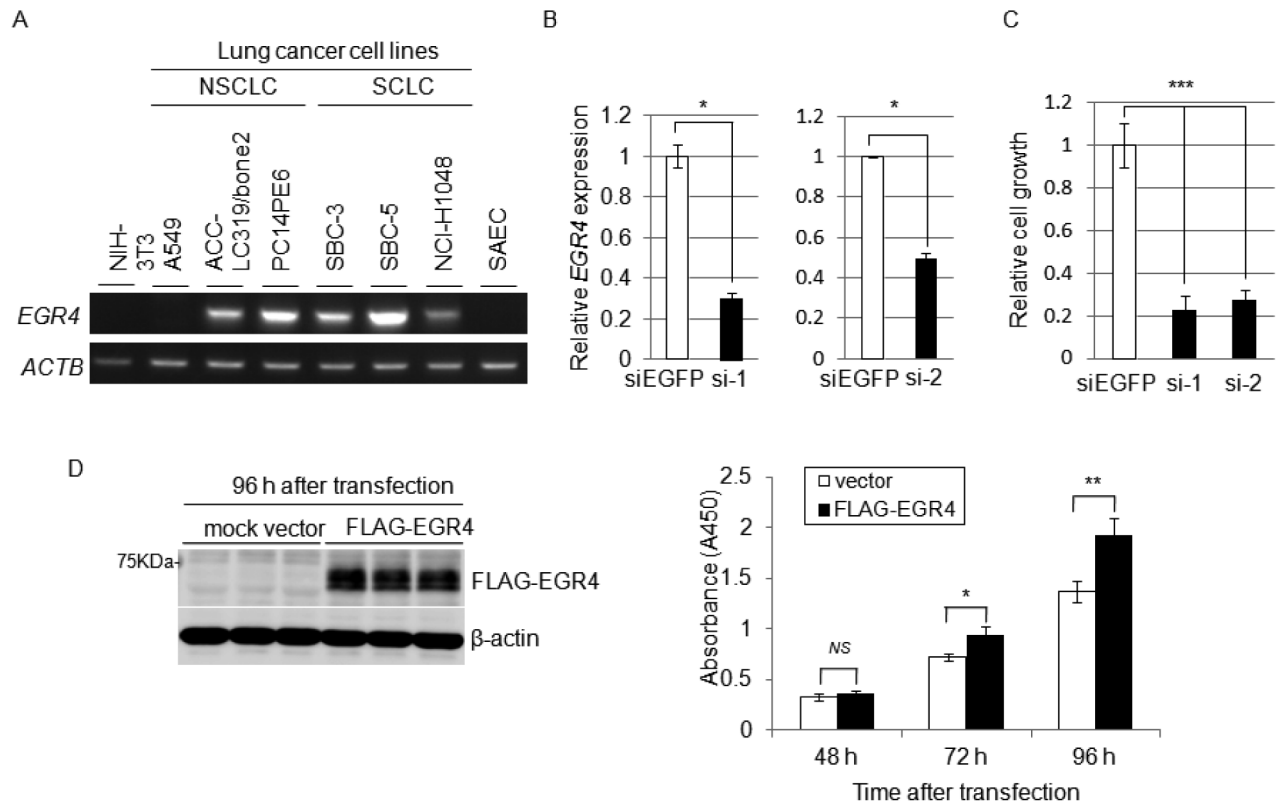 A
Lung cancer cell lines
NSCLC
SCLC
NIH-
3T3
A549
ACC-
LC319/bone2
PC14PE6
SBC-3
SBC-5
NCI-H1048
SAEC
EGR4
ACTB
B
Relative EGR4 expression
1.2
1
0.8
0.6
0.4
0.2
0
*
siEGFP si-1
1.2
1
0.8
0.6
0.4
0.2
0
*
siEGFP si-2
C
Relative cell growth
1.2
1
0.8
0.6
0.4
0.2
0
***
siEGFP si-1 si-2
D
96 h after transfection
mock vector FLAG-EGR4
75KDa-
FLAG-EGR4
β-actin
Absorbance (A450)
2.5
2
1.5
1
0.5
0
vector
FLAG-EGR4
NS
*
**
48 h 72 h 96 h
Time after transfection